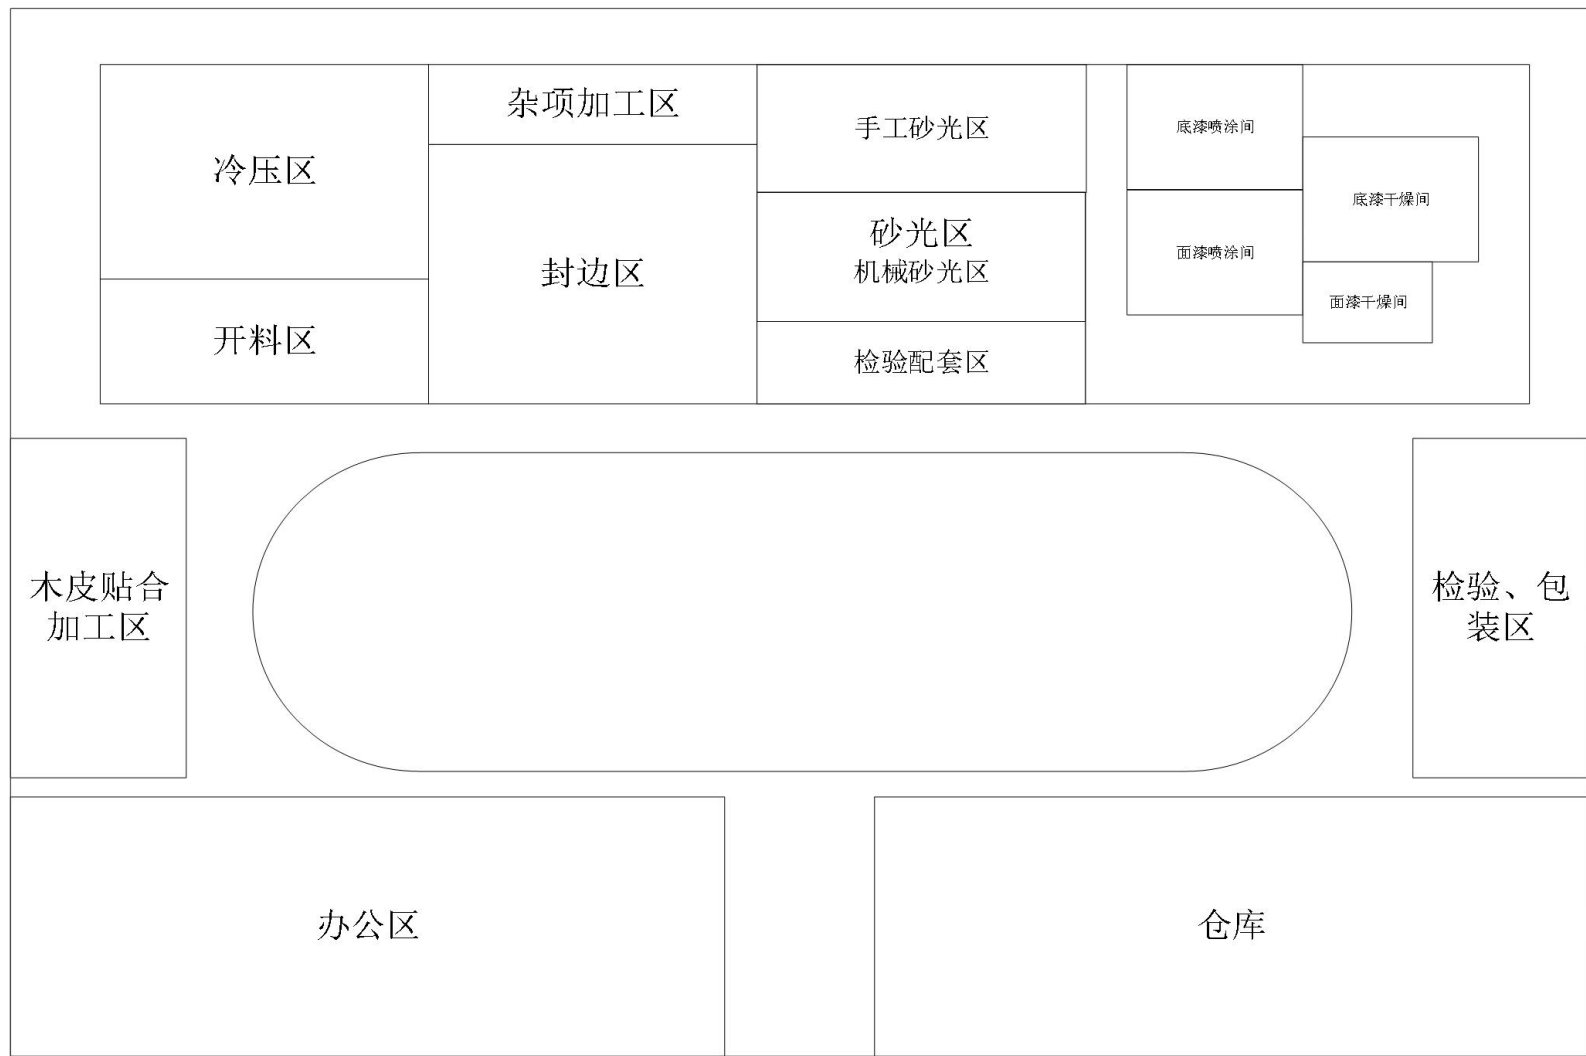 杂项加工区
手工砂光区
底漆喷涂间
冷压区
底漆干燥间
砂光区
面漆喷涂间
封边区
机械砂光区
面漆干燥间
开料区
检验配套区
木皮贴合
加工区
检验、包
装区
办公区
仓库